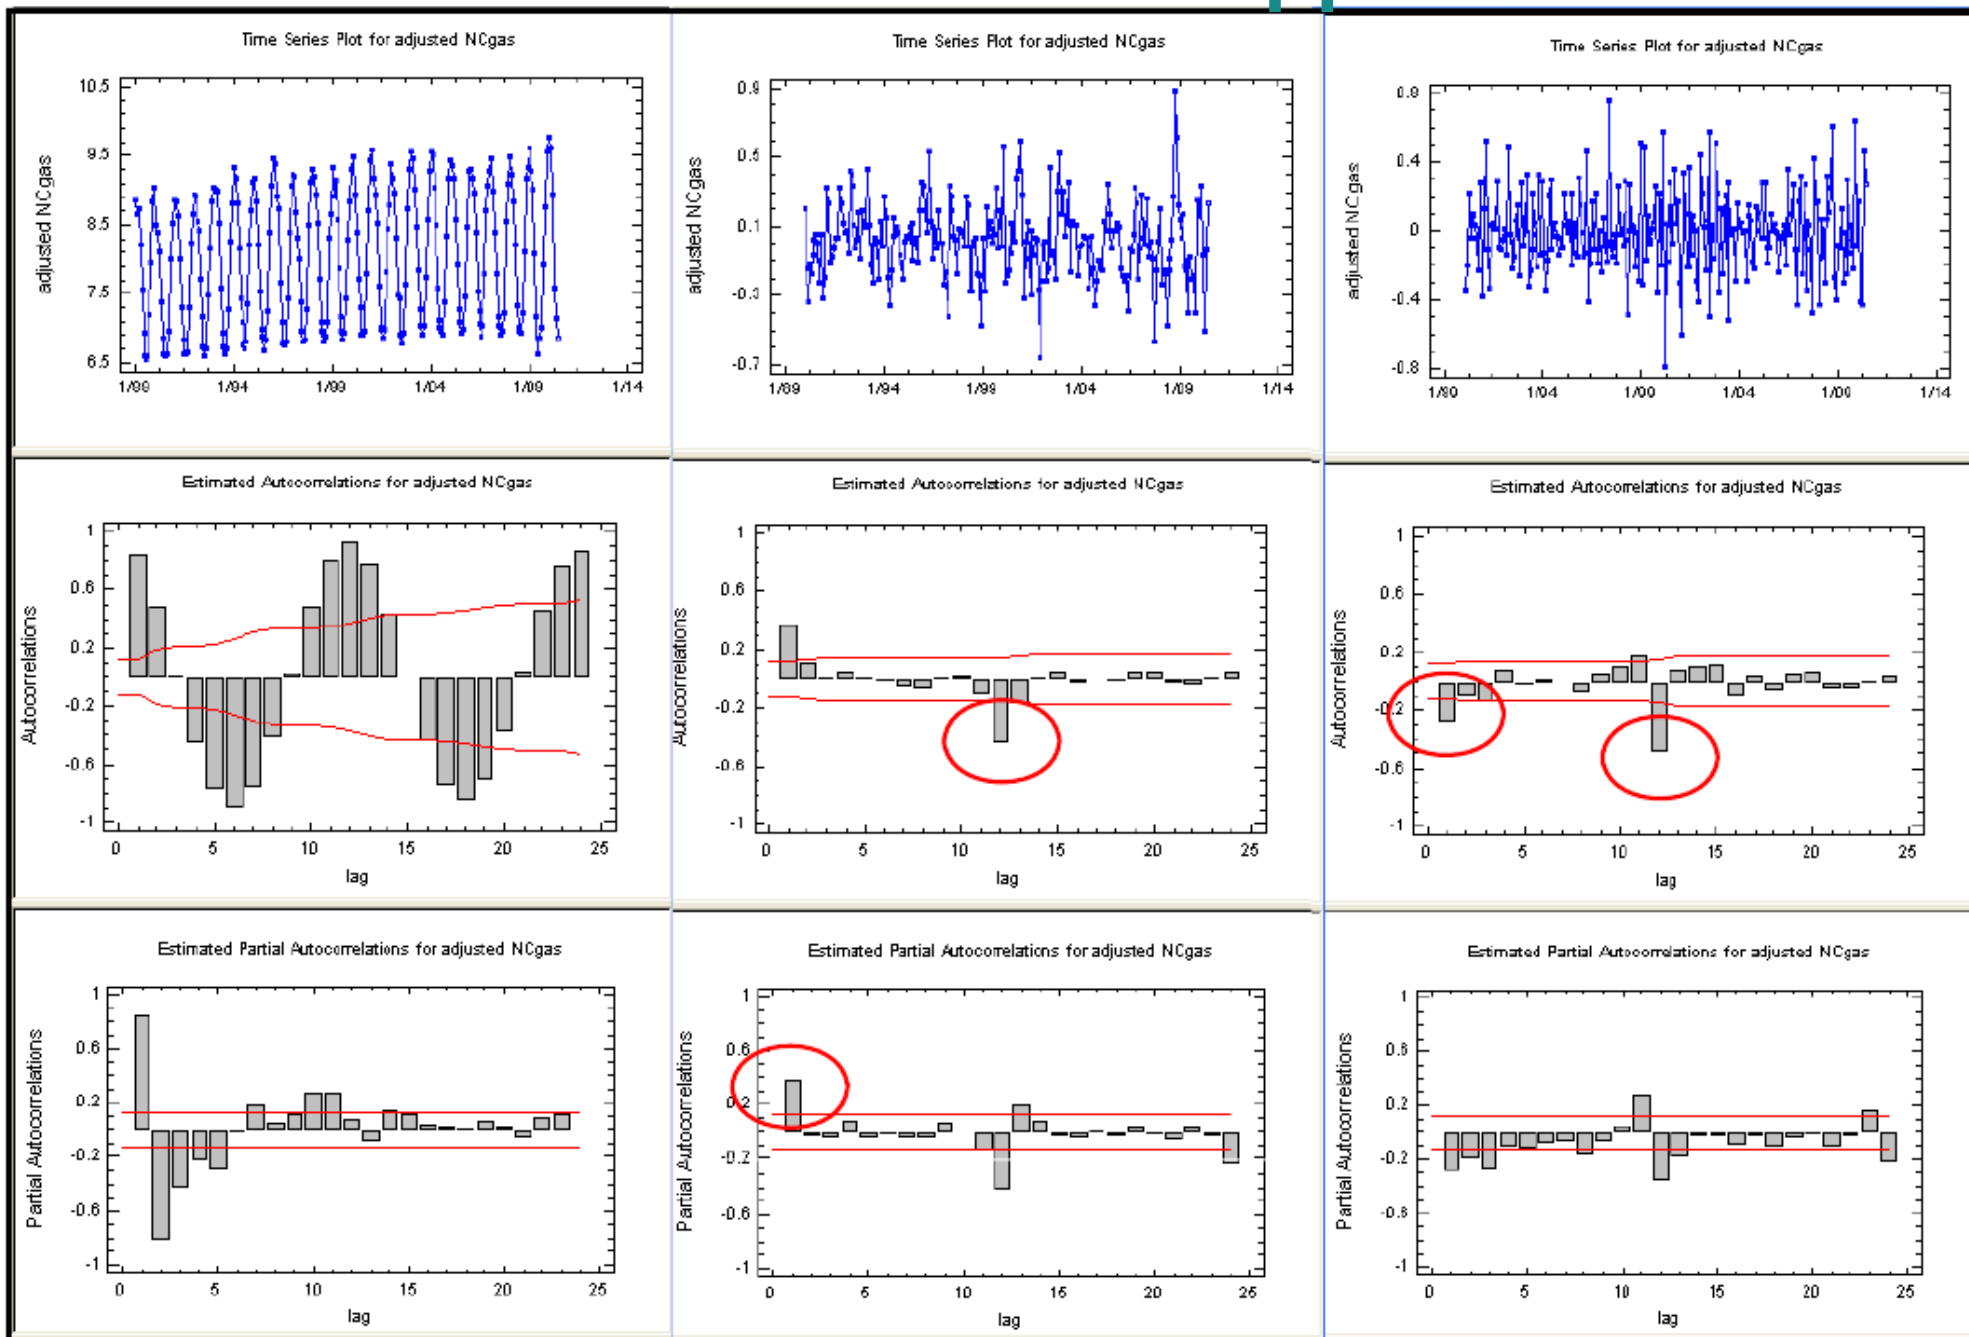 Time Series Plot for adjusted NCgas
adjusted NCgas
10.5
9.5
8.5
7.5
6.5
1/89 1/94 1/99 1/04 1/09 1/14
Time Series Plot for adjusted NCgas
adjusted NCgas
0.9
0.5
0.1
-0.3
-0.7
1/89 1/94 1/99 1/04 1/09 1/14
Time Series Plot for adjusted NCgas
adjusted NCgas
0.8
0.4
0
-0.4
-0.8
1/04 1/04 1/14
Estimated Autocorrelations for adjusted NCgas
Autocorrelations
1
0.6
0.2
-0.2
-0.6
-1
0 5 10 15 20 25
lag
Estimated Autocorrelations for adjusted NCgas
Autocorrelations
1
0.6
0.2
-0.2
-0.6
-1
0 5 10 15 20 25
lag
Estimated Autocorrelations for adjusted NCgas
Autocorrelations
1
0.6
0.2
-0.2
-0.6
-1
0 5 10 15 20 25
lag
Estimated Partial Autocorrelations for adjusted NCgas
Partial Autocorrelations
1
0.6
0.2
-0.2
-0.6
-1
0 5 10 15 20 25
lag
Estimated Partial Autocorrelations for adjusted NCgas
Partial Autocorrelations
1
0.6
0.2
-0.2
-0.6
-1
0 5 10 15 20 25
lag
Estimated Partial Autocorrelations for adjusted NCgas
Partial Autocorrelations
1
0.6
0.2
-0.2
-0.6
-1
0 5 10 15 20 25
lag